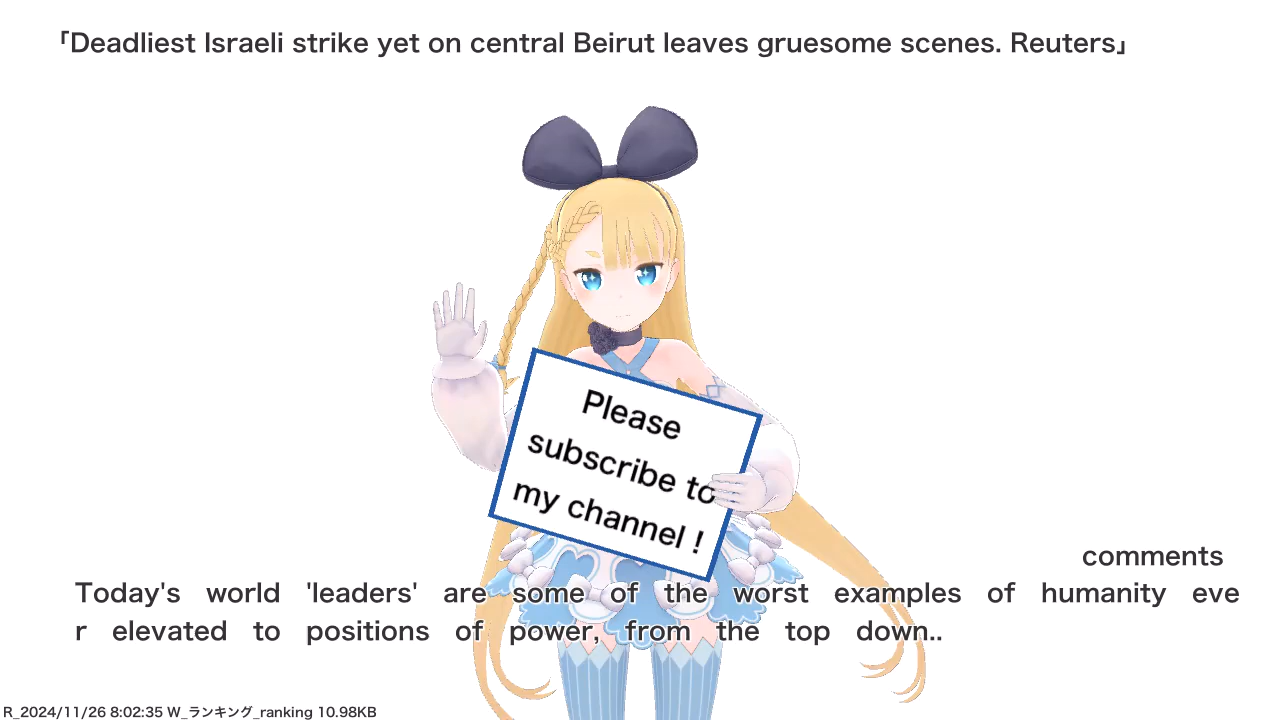 「Deadliest Israeli strike yet on central Beirut leaves gruesome scenes. Reuters」
Please
subscribe to
my channel !
comments
Today's world 'leaders' are some of the worst examples of humanity eve
r elevated to positions of power, from the top down..
R_2024/11/26 8:02:35 W_ランキング_ranking 10.98KB